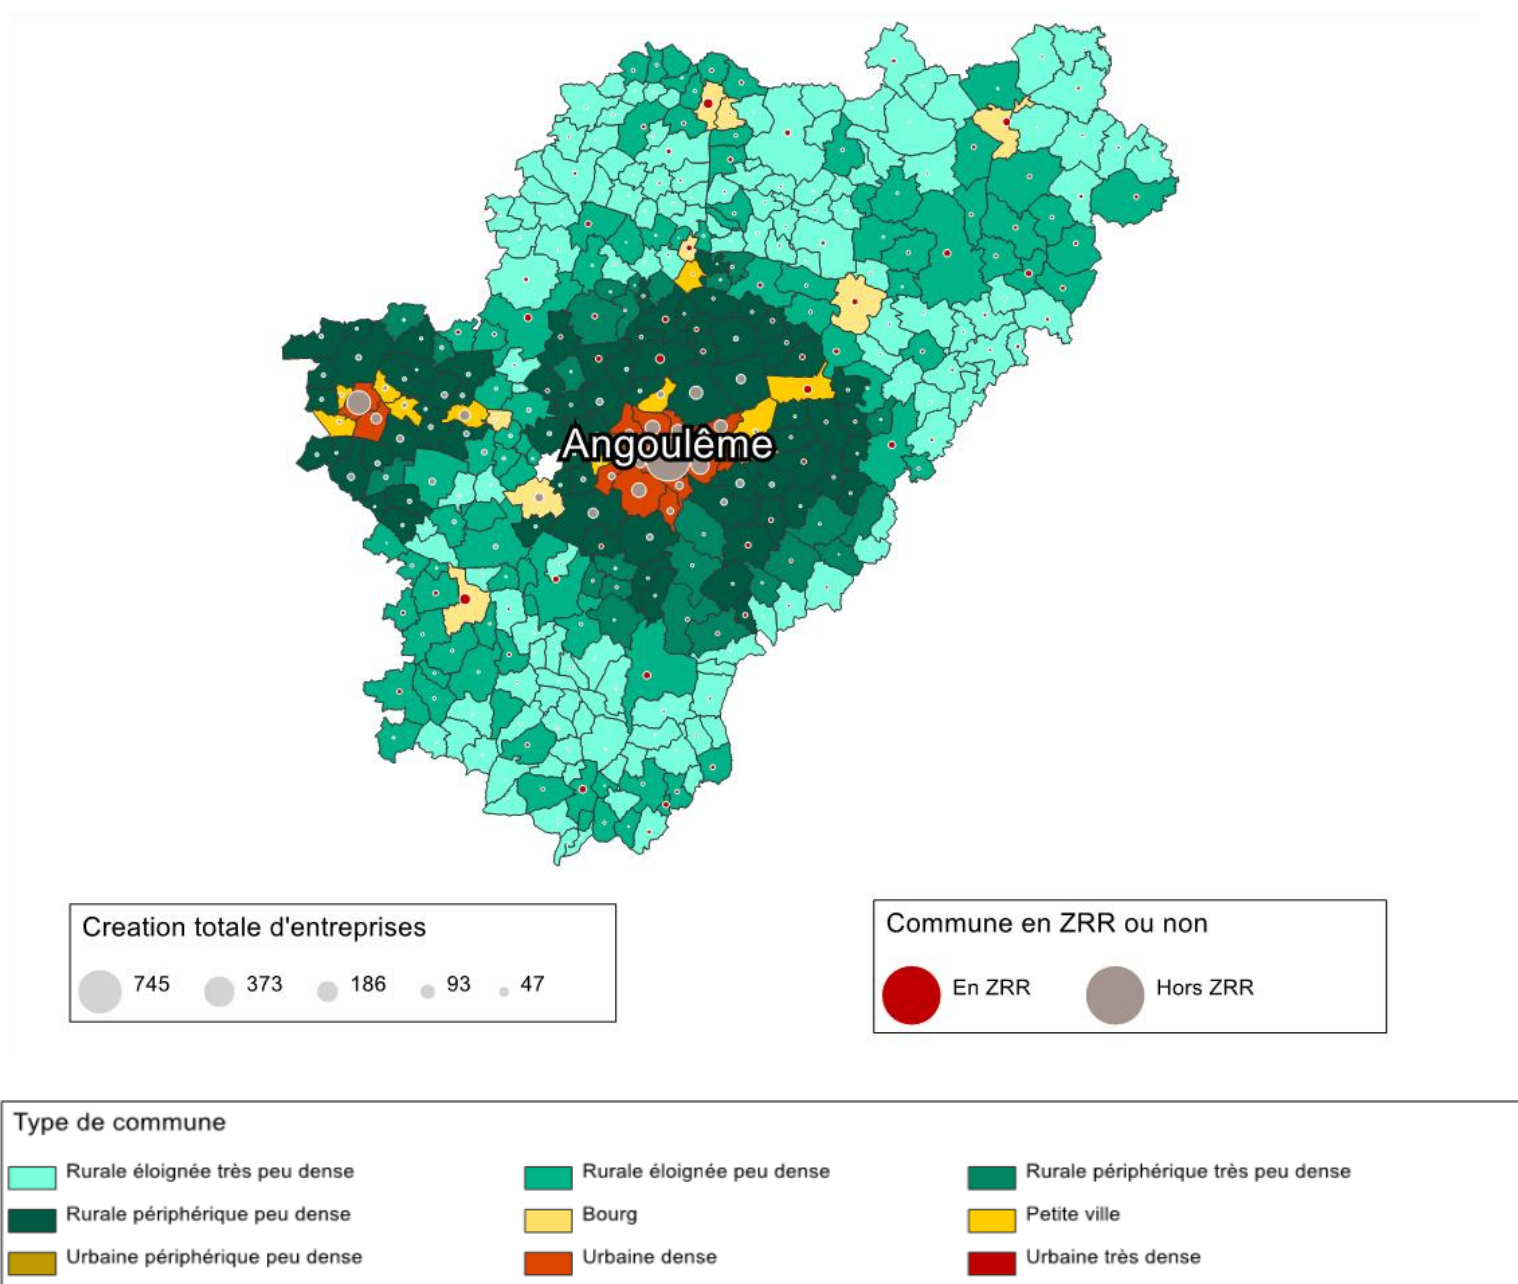 Angoulême
Creation totale d'entreprises
745 373 186 93 47
Commune en ZRR ou non
En ZRR Hors ZRR
Type de commune
Rurale éloignée très peu dense Rurale éloignée peu dense Rurale périphérique très peu dense
Rurale périphérique peu dense Bourg Petite ville
Urbaine périphérique peu dense Urbaine dense Urbaine très dense